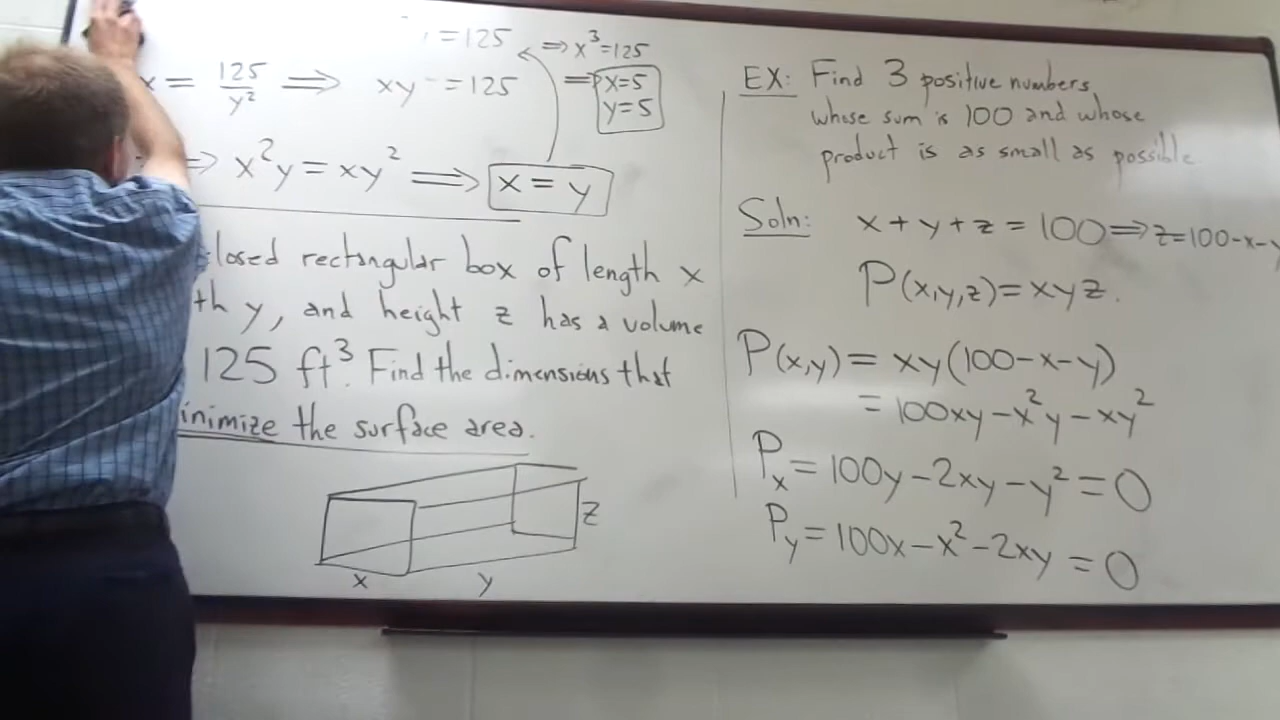 = 125 ⇒ x³ = 125
x = 125/y² ⇒ xy = 125 ⇒ x=5
y=5
⇒ x²y = xy² ⇒ x = y
closed rectangular box of length x
th y, and height z has a volume
125 ft³. Find the dimensions that
inimize the surface area.
x y z
EX: Find 3 positive numbers
whose sum is 100 and whose
product is as small as possible
Soln: x + y + z = 100 ⇒ z=100-x-y
P(x,y,z) = xyz.
P(x,y) = xy(100-x-y)
= 100xy - x²y - xy²
Pₓ = 100y - 2xy - y² = 0
Pᵧ = 100x - x² - 2xy = 0